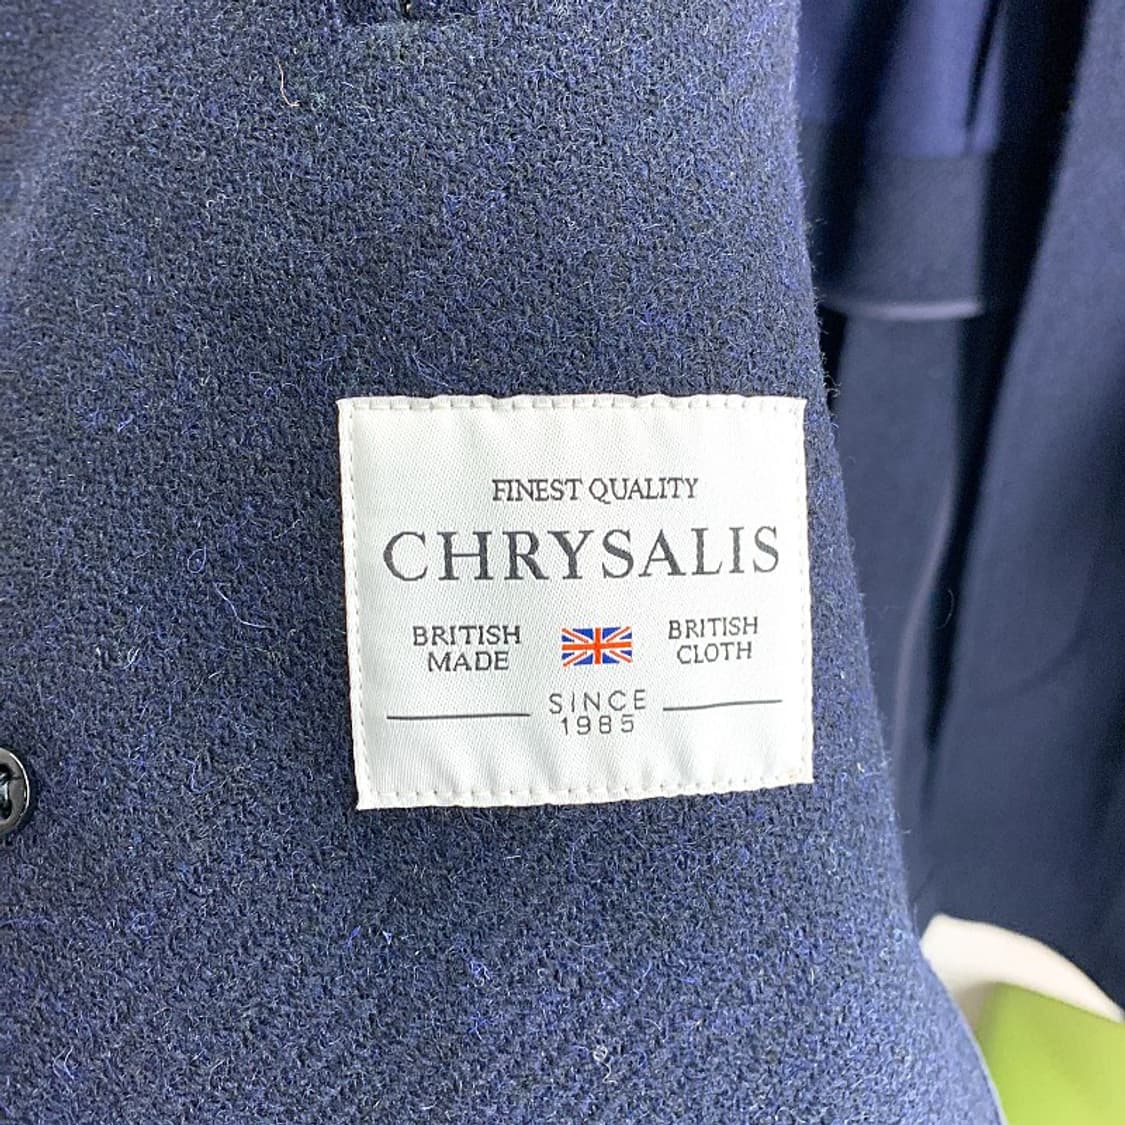 FINEST QUALITY
CHRYSALIS
BRITISH MADE
BRITISH CLOTH
SINCE
1985